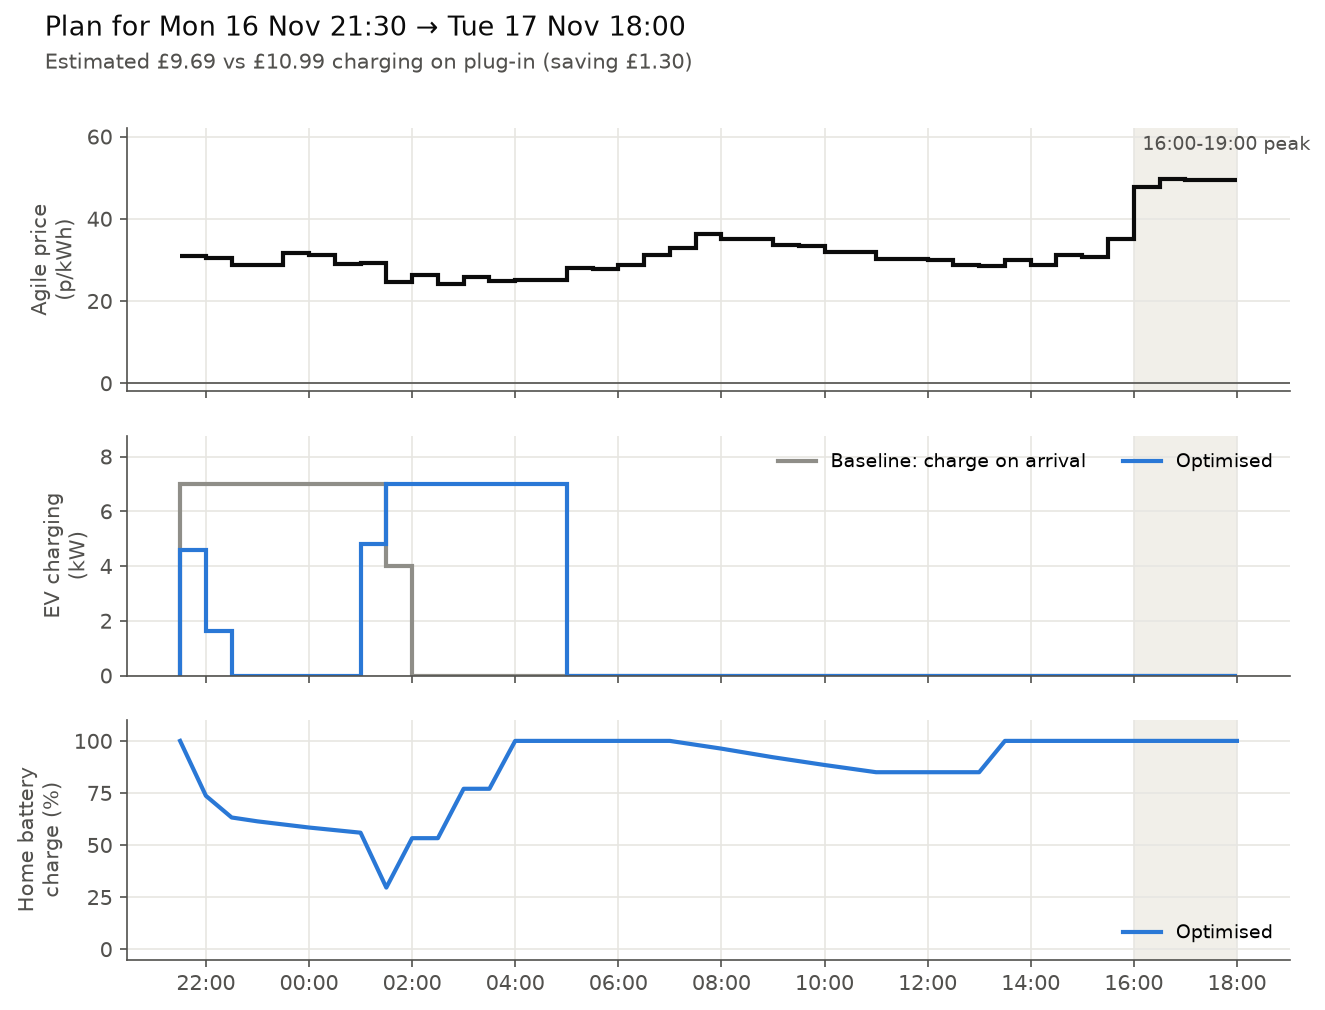 Plan for Mon 16 Nov 21:30 → Tue 17 Nov 18:00
Estimated £9.69 vs £10.99 charging on plug-in (saving £1.30)
Agile price
(p/kWh)
60
40
20
0
16:00-19:00 peak
EV charging
(kW)
8
6
4
2
0
Baseline: charge on arrival
Optimised
Home battery
charge (%)
100
75
50
25
0
Optimised
22:00
00:00
02:00
04:00
06:00
08:00
10:00
12:00
14:00
16:00
18:00